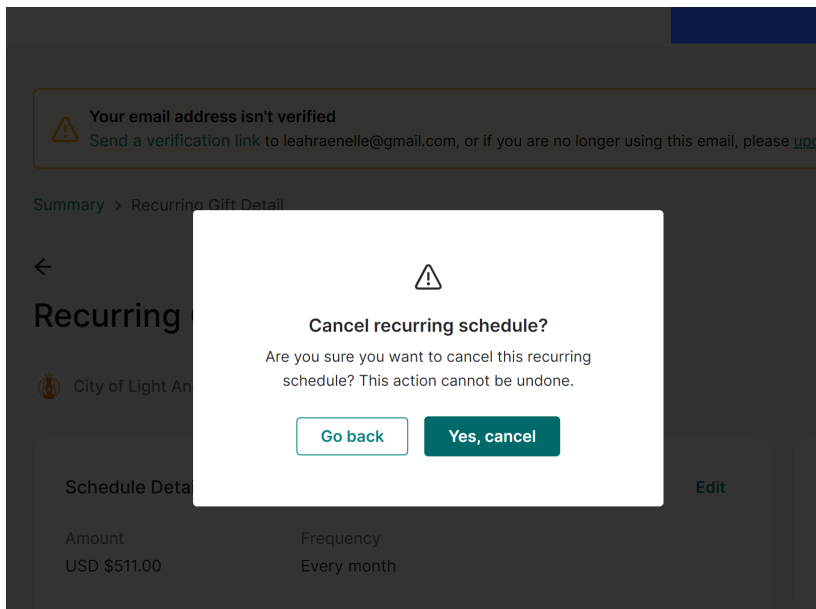 Your email address isn't verified
Send a verification link to leahraenelle@gmail.com, or if you are no longer using this email, please
Summary > Recurring Gift Detail
Recurring
City of Light
Cancel recurring schedule?
Are you sure you want to cancel this recurring
schedule? This action cannot be undone.
Go back
Yes, cancel
Schedule
Edit
Amount
Frequency
USD $511.00
Every month